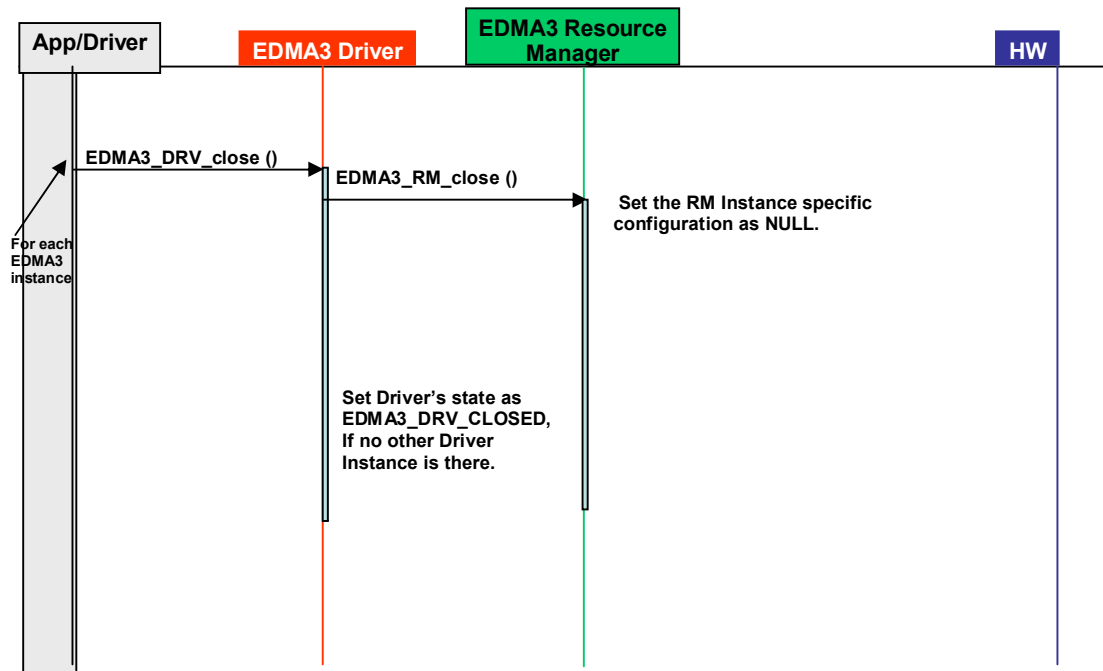 App/Driver
EDMA3 Driver
EDMA3 Resource
Manager
HW
EDMA3_DRV_close ()
EDMA3_RM_close ()
Set the RM Instance specific
configuration as NULL.
For each
EDMA3
instance
Set Driver’s state as
EDMA3_DRV_CLOSED,
If no other Driver
Instance is there.